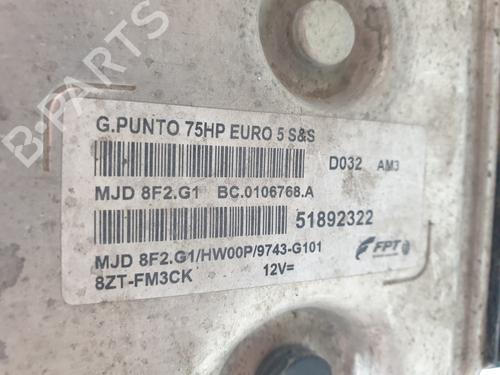 B-PARTS
G.PUNTO 75HP EURO 5 S&S
D032 AM3
MJD 8F2.G1 BC.0106768.A
51892322
MJD 8F2.G1/HW00P/9743-G101
8ZT-FM3CK 12V=
FPT